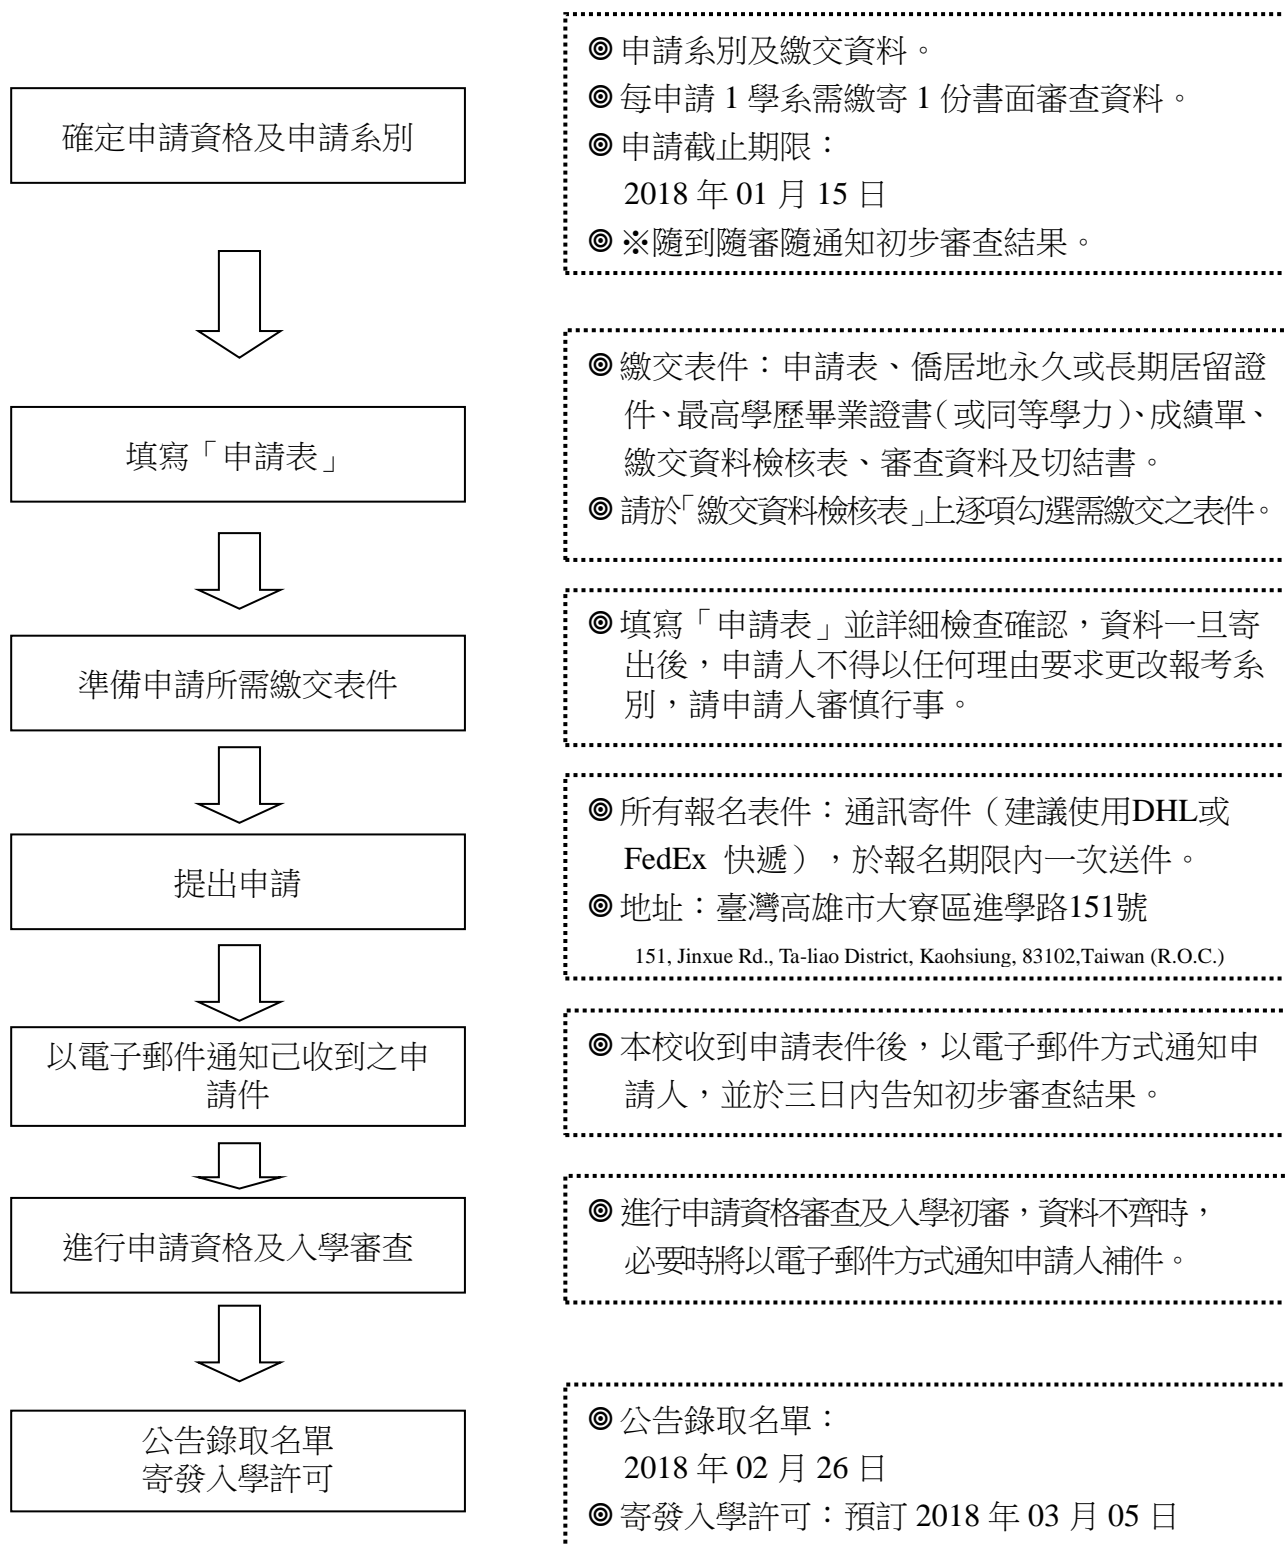 確定申請資格及申請系別
◎申請系別及繳交資料。
◎每申請 1 學系需繳寄 1 份書面審查資料。
◎申請截止期限：
2018 年 01 月 15 日
◎※隨到隨審隨通知初步審查結果。
填寫「申請表」
◎繳交表件：申請表、僑居地永久或長期居留證
件、最高學歷畢業證書（或同等學力）、成績單、
繳交資料檢核表、審查資料及切結書。
◎請於「繳交資料檢核表」上逐項勾選需繳交之表件。
準備申請所需繳交表件
◎填寫「申請表」並詳細檢查確認，資料一旦寄
出後，申請人不得以任何理由要求更改報考系
別，請申請人審慎行事。
提出申請
◎所有報名表件：通訊寄件（建議使用DHL或
FedEx 快遞），於報名期限內一次送件。
◎地址：臺灣高雄市大寮區進學路151號
151, Jinxue Rd., Ta-liao District, Kaohsiung, 83102,Taiwan (R.O.C.)
以電子郵件通知己收到之申
請件
◎本校收到申請表件後，以電子郵件方式通知申
請人，並於三日內告知初步審查結果。
進行申請資格及入學審查
◎進行申請資格審查及入學初審，資料不齊時，
必要時將以電子郵件方式通知申請人補件。
公告錄取名單
寄發入學許可
◎公告錄取名單：
2018 年 02 月 26 日
◎寄發入學許可：預訂 2018 年 03 月 05 日